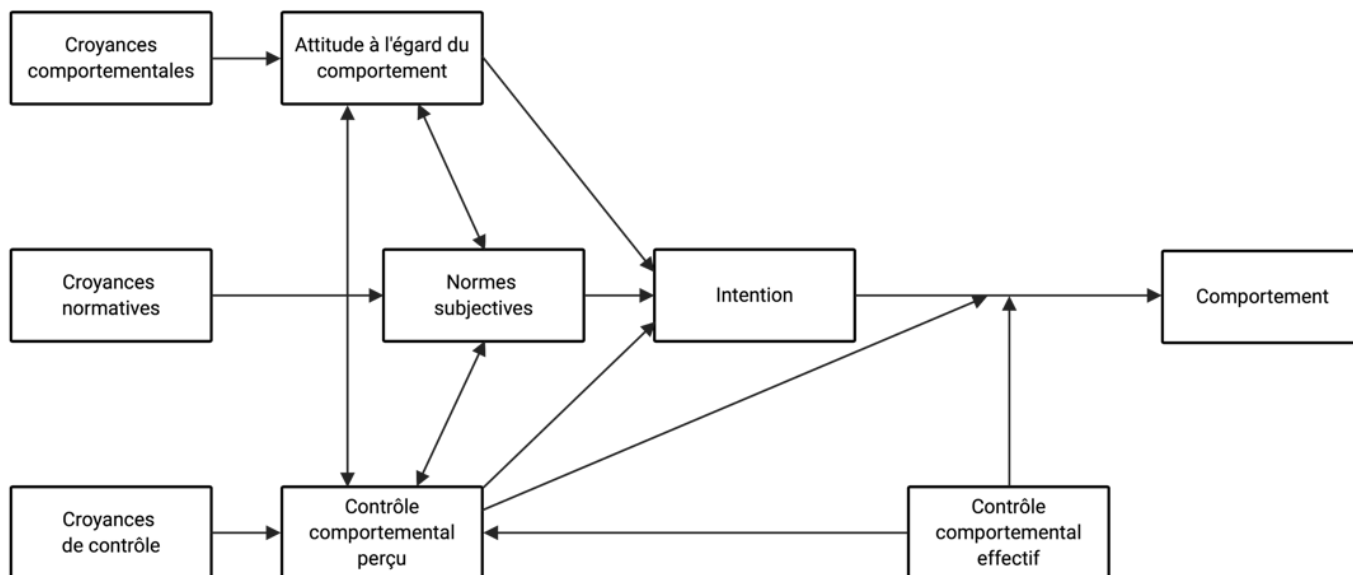 Croyances
comportementales
Attitude à l'égard du
comportement
Croyances
normatives
Normes
subjectives
Intention
Comportement
Croyances
de contrôle
Contrôle
comportemental
perçu
Contrôle
comportemental
effectif